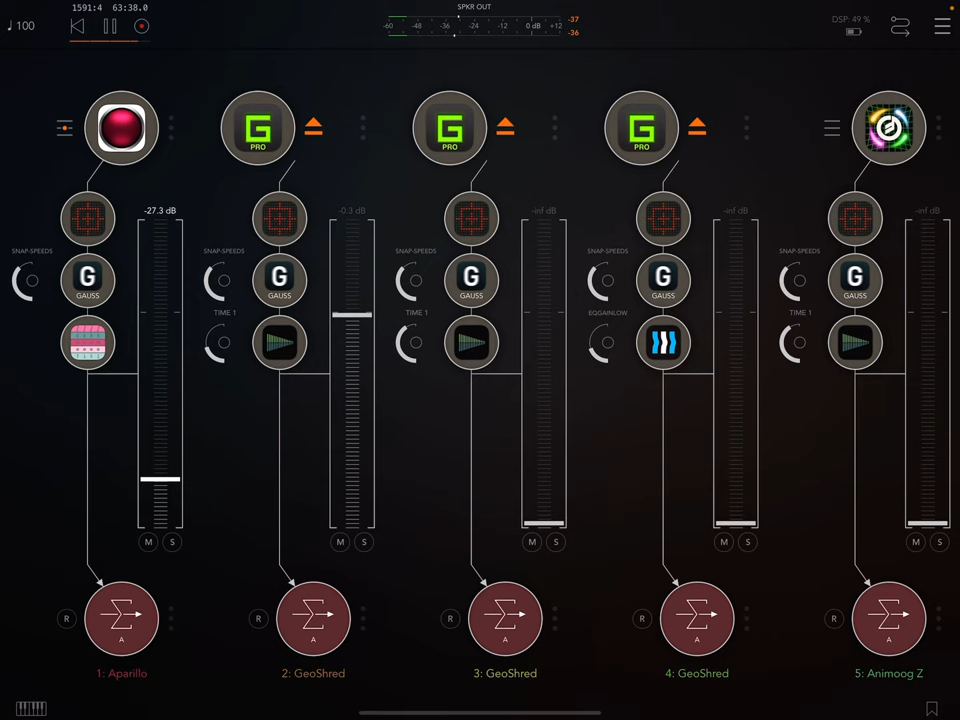 1591:4 63:38.0
SPKR OUT
-60 -48 -36 -24 -12 0 dB +12
-37
-36
♩ 100
DSP: 49 %
G PRO
G PRO
G PRO
-27.3 dB
-0.3 dB
-inf dB
-inf dB
-inf dB
SNAP-SPEEDS
SNAP-SPEEDS
SNAP-SPEEDS
SNAP-SPEEDS
SNAP-SPEEDS
G GAUSS
G GAUSS
G GAUSS
G GAUSS
G GAUSS
TIME 1
TIME 1
EQGAINLOW
TIME 1
M S
M S
M S
M S
M S
R
A
R
A
R
A
R
A
R
A
1: Aparillo
2: GeoShred
3: GeoShred
4: GeoShred
5: Animoog Z